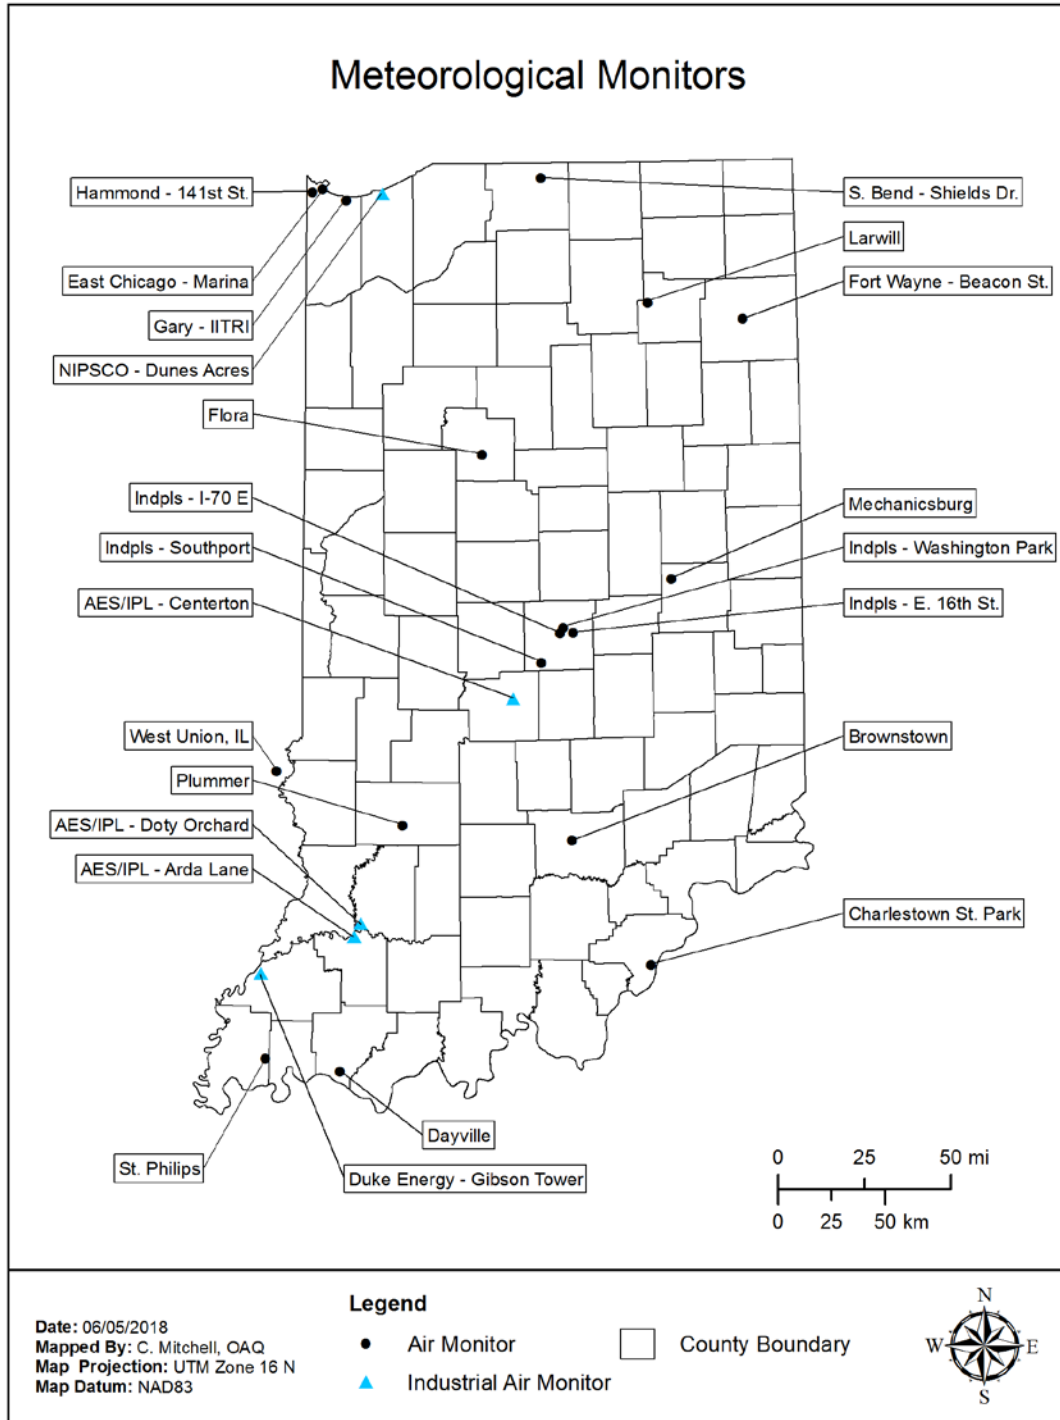 Meteorological Monitors
Hammond - 141st St.
S. Bend - Shields Dr.
Larwill
East Chicago - Marina
Fort Wayne - Beacon St.
Gary - IITRI
NIPSCO - Dunes Acres
Flora
Indpls - I-70 E
Mechanicsburg
Indpls - Southport
Indpls - Washington Park
AES/IPL - Centerton
Indpls - E. 16th St.
West Union, IL
Brownstown
Plummer
AES/IPL - Doty Orchard
AES/IPL - Arda Lane
Charlestown St. Park
Dayville
St. Philips
Duke Energy - Gibson Tower
0 25 50 mi
0 25 50 km
Legend
Date: 06/05/2018
Mapped By: C. Mitchell, OAQ
Map Projection: UTM Zone 16 N
Map Datum: NAD83
Air Monitor
County Boundary
Industrial Air Monitor
N
W E
S